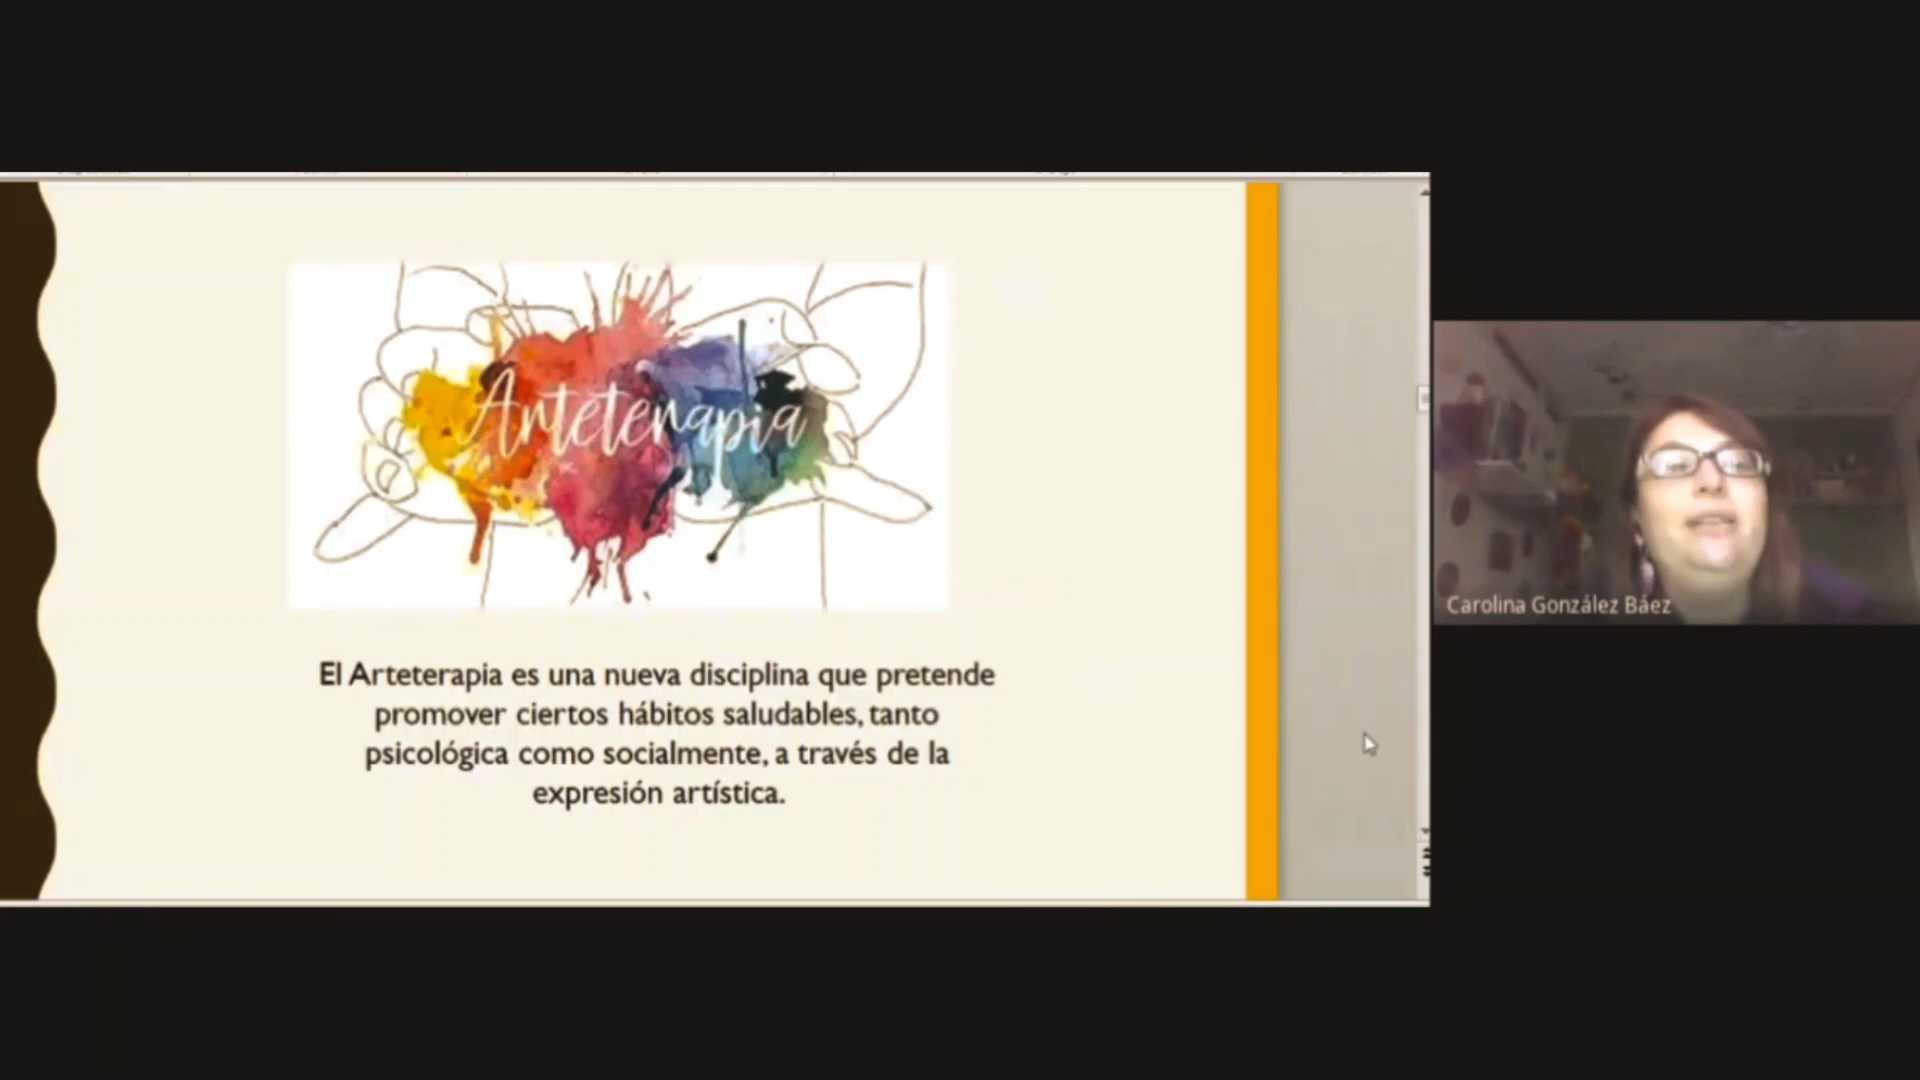 Arteterapia
El Arteterapia es una nueva disciplina que pretende
promover ciertos hábitos saludables, tanto
psicológica como socialmente, a través de la
expresión artística.
Carolina González Báez